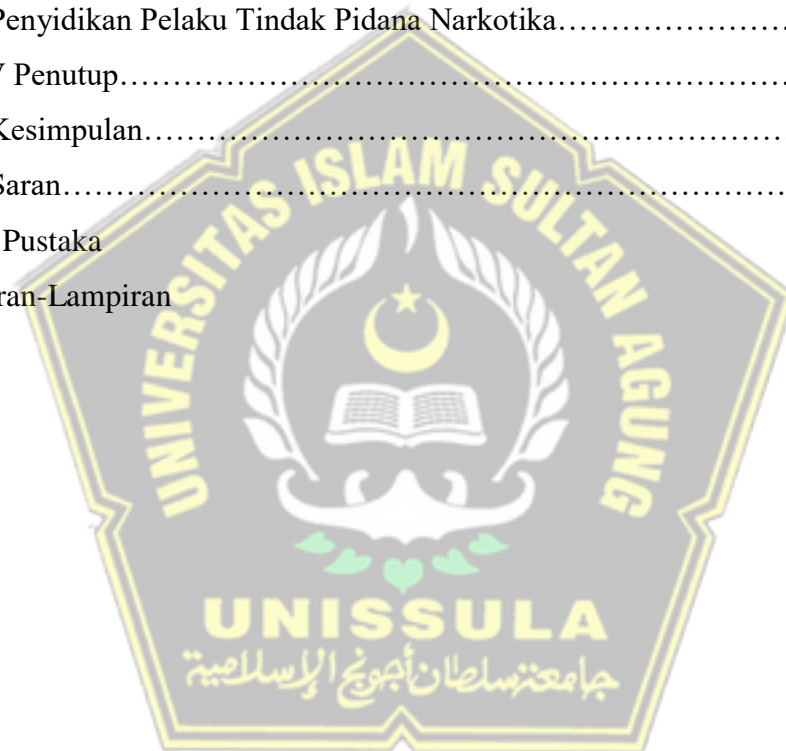 Penyidikan Pelaku Tindak Pidana Narkotika…………………
V Penutup………………………………………………………………
Kesimpulan……………………………………………………………
Saran……………………………………………………………………
Pustaka
ran-Lampiran
UNIVERSITAS ISLAM SULTAN AGUNG
UNISSULA
جامعة سلطان أجونج الإسلامية